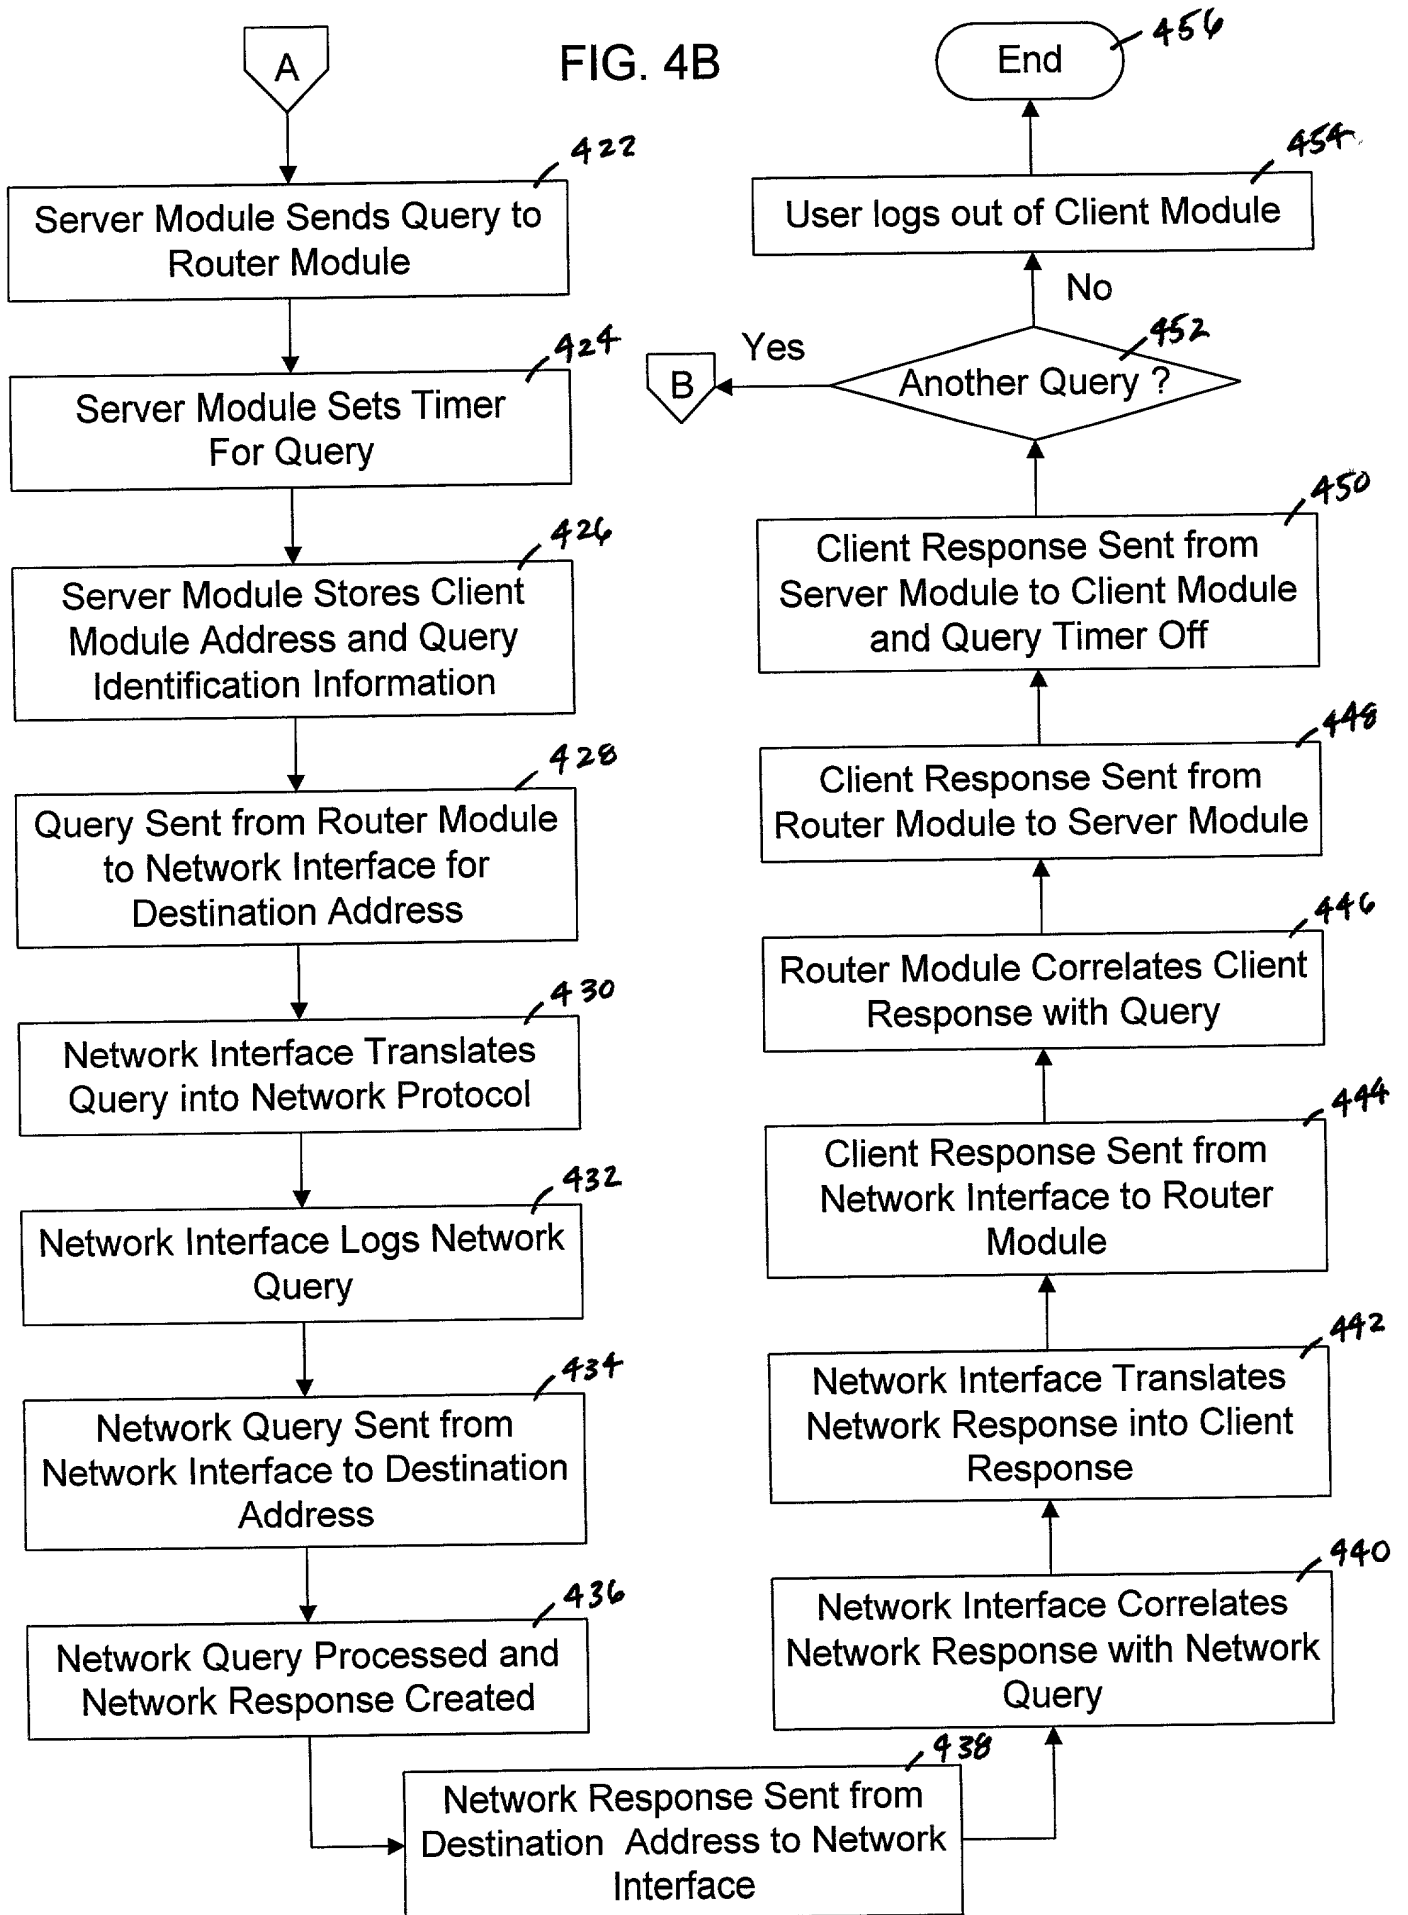 FIG. 4B
A
422
Server Module Sends Query to
Router Module
424
Server Module Sets Timer
For Query
426
Server Module Stores Client
Module Address and Query
Identification Information
428
Query Sent from Router Module
to Network Interface for
Destination Address
430
Network Interface Translates
Query into Network Protocol
432
Network Interface Logs Network
Query
434
Network Query Sent from
Network Interface to Destination
Address
436
Network Query Processed and
Network Response Created
438
Network Response Sent from
Destination Address to Network
Interface
440
Network Interface Correlates
Network Response with Network
Query
442
Network Interface Translates
Network Response into Client
Response
444
Client Response Sent from
Network Interface to Router
Module
446
Router Module Correlates Client
Response with Query
448
Client Response Sent from
Router Module to Server Module
450
Client Response Sent from
Server Module to Client Module
and Query Timer Off
452
Another Query ?
Yes
B
No
454
User logs out of Client Module
456
End